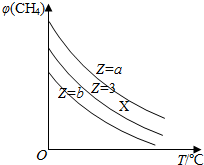 φ(CH₄)
Z=a
Z=3
Z=b
X
O
T/℃